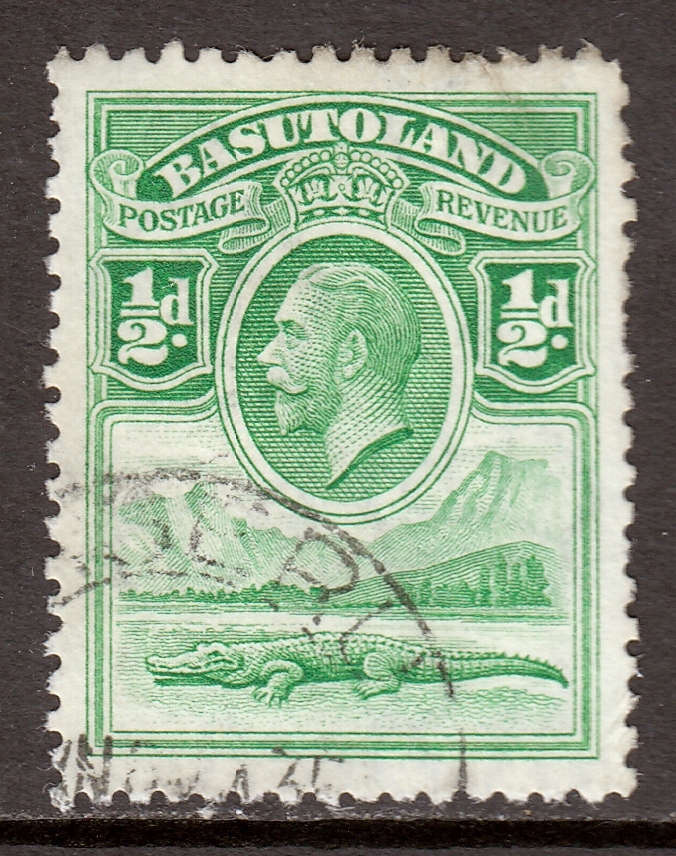 BASUTOLAND
POSTAGE REVENUE
½d. ½d.